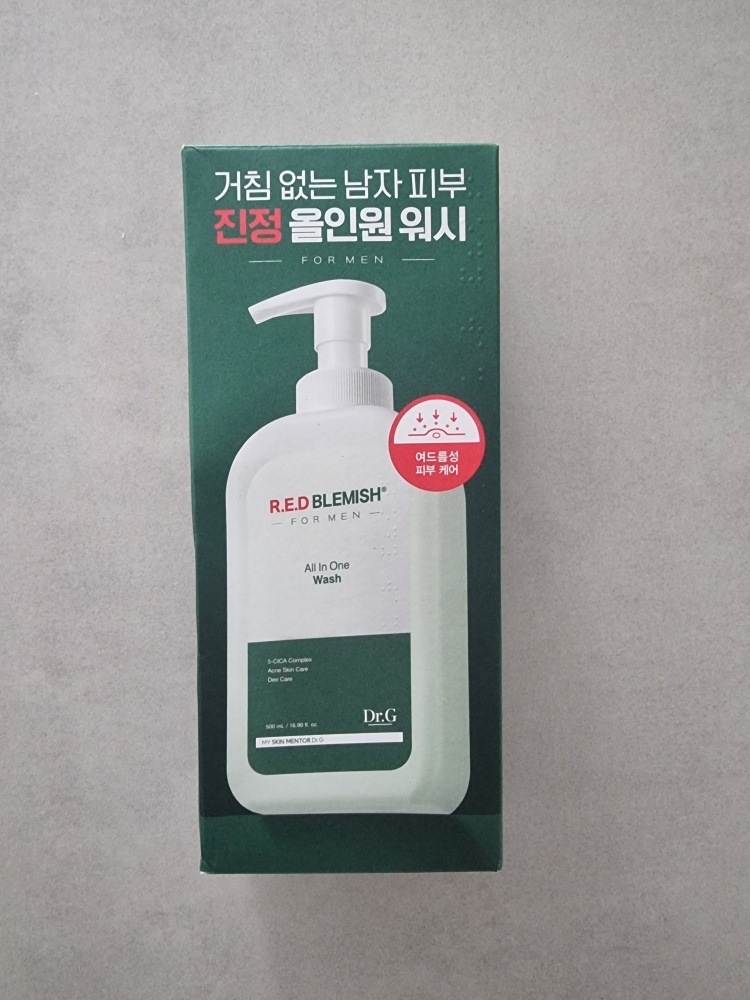 거침 없는 남자 피부
진정 올인원 워시
FOR MEN
여드름성
피부 케어
R.E.D BLEMISH®
FOR MEN
All In One
Wash
5-CICA Complex
Acne Skin Care
Deo Care
500 mL / 16.90 fl. oz.
Dr.G
MY SKIN MENTOR Dr.G